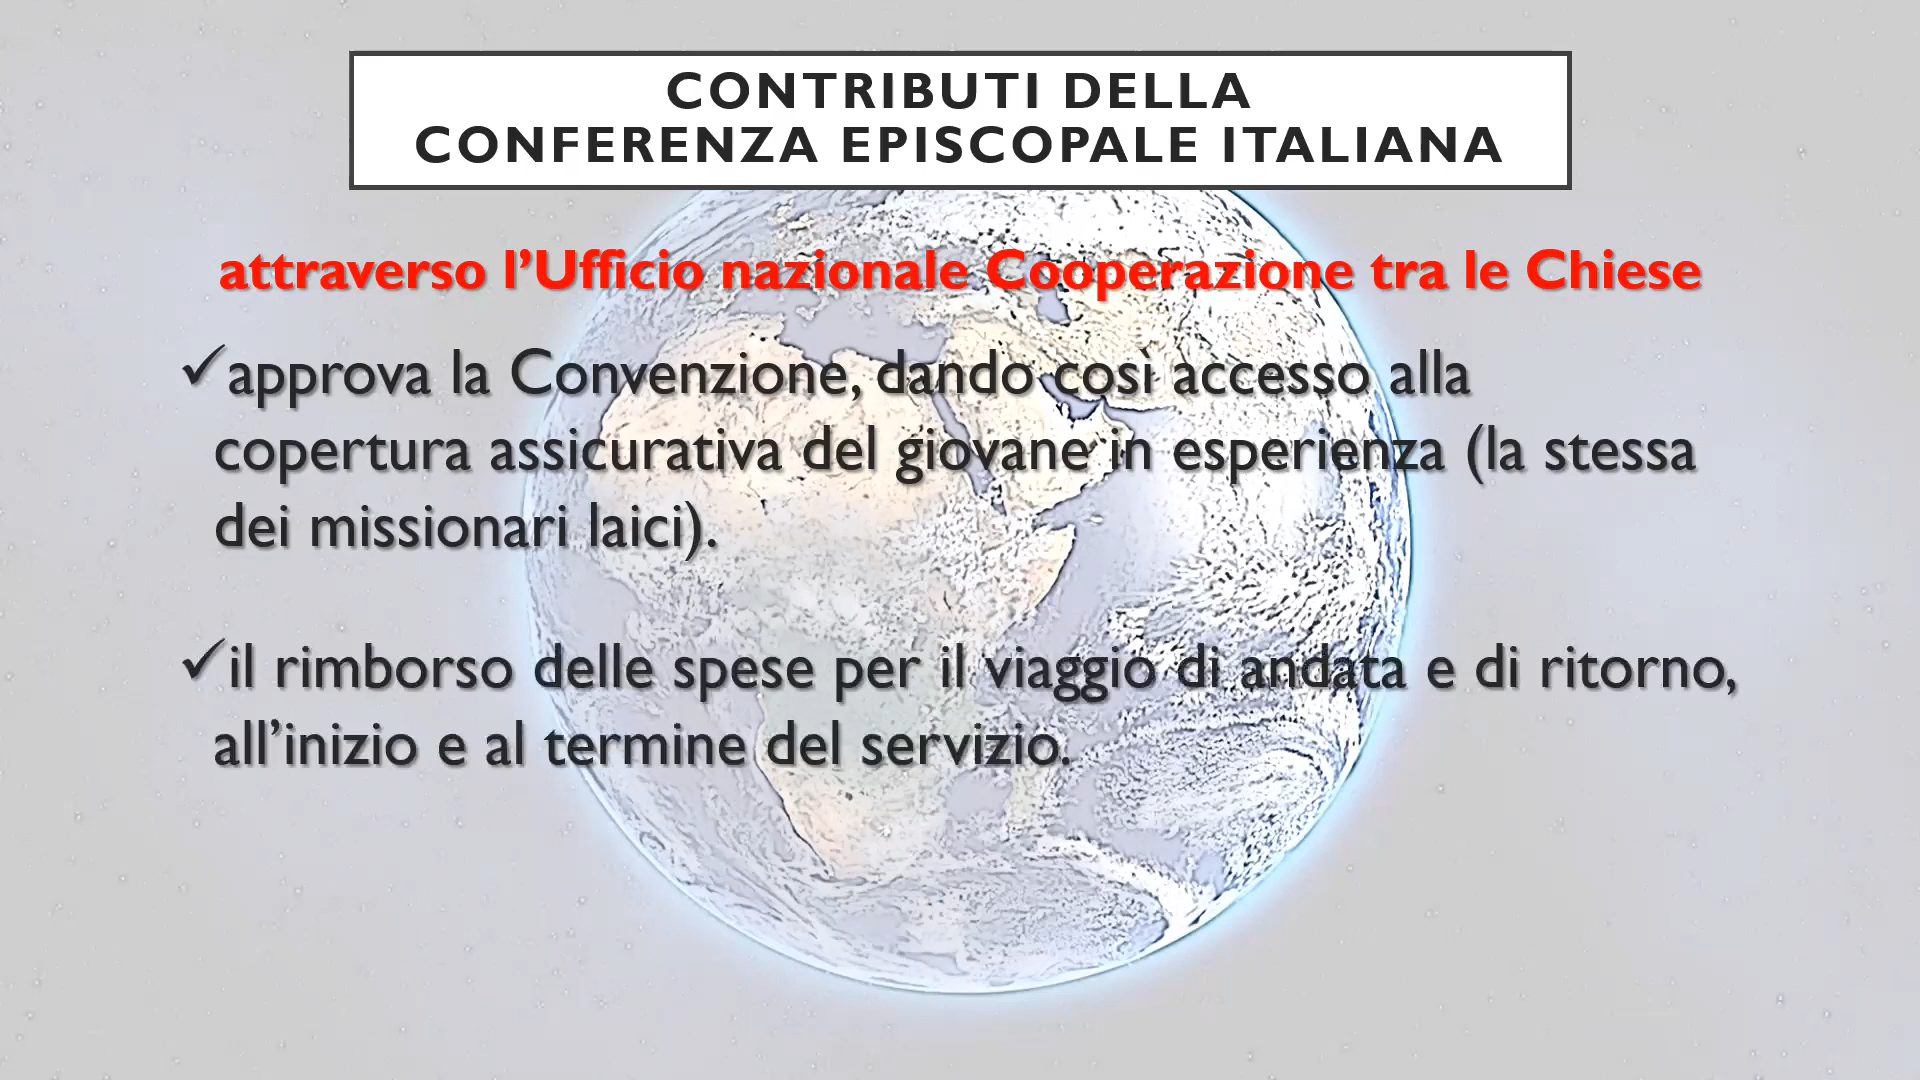 CONTRIBUTI DELLA
CONFERENZA EPISCOPALE ITALIANA
attraverso l’Ufficio nazionale Cooperazione tra le Chiese
✓approva la Convenzione, dando così accesso alla
copertura assicurativa del giovane in esperienza (la stessa
dei missionari laici).
✓il rimborso delle spese per il viaggio di andata e di ritorno,
all’inizio e al termine del servizio.